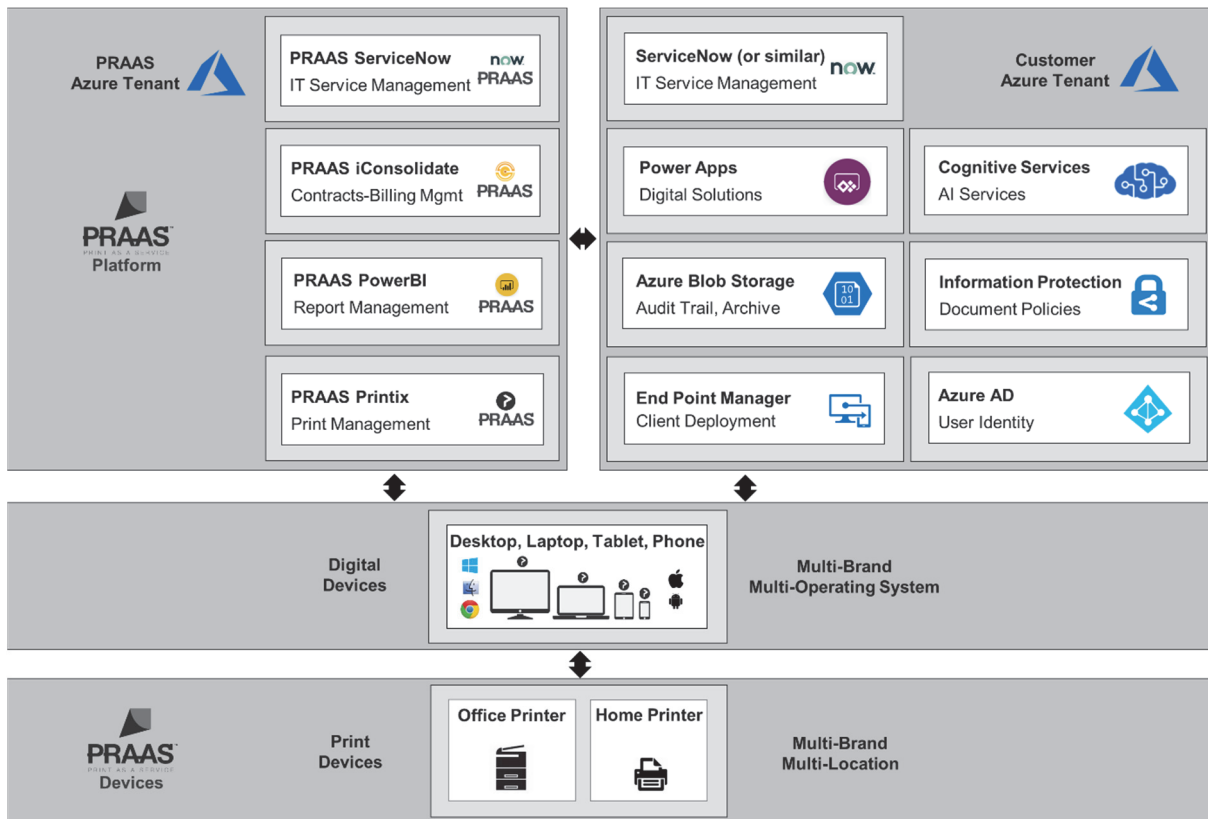 PRAAS
Azure Tenant
PRAAS ServiceNow
IT Service Management
now
PRAAS
PRAAS iConsolidate
Contracts-Billing Mgmt
PRAAS
PRAAS™
PRINT AS A SERVICE
Platform
PRAAS PowerBI
Report Management
PRAAS
PRAAS Printix
Print Management
PRAAS
ServiceNow (or similar)
IT Service Management
now.
Customer
Azure Tenant
Power Apps
Digital Solutions
Cognitive Services
AI Services
Azure Blob Storage
Audit Trail, Archive
10
01
Information Protection
Document Policies
End Point Manager
Client Deployment
Azure AD
User Identity
Digital
Devices
Desktop, Laptop, Tablet, Phone
Multi-Brand
Multi-Operating System
PRAAS™
PRINT AS A SERVICE
Devices
Print
Devices
Office Printer
Home Printer
Multi-Brand
Multi-Location